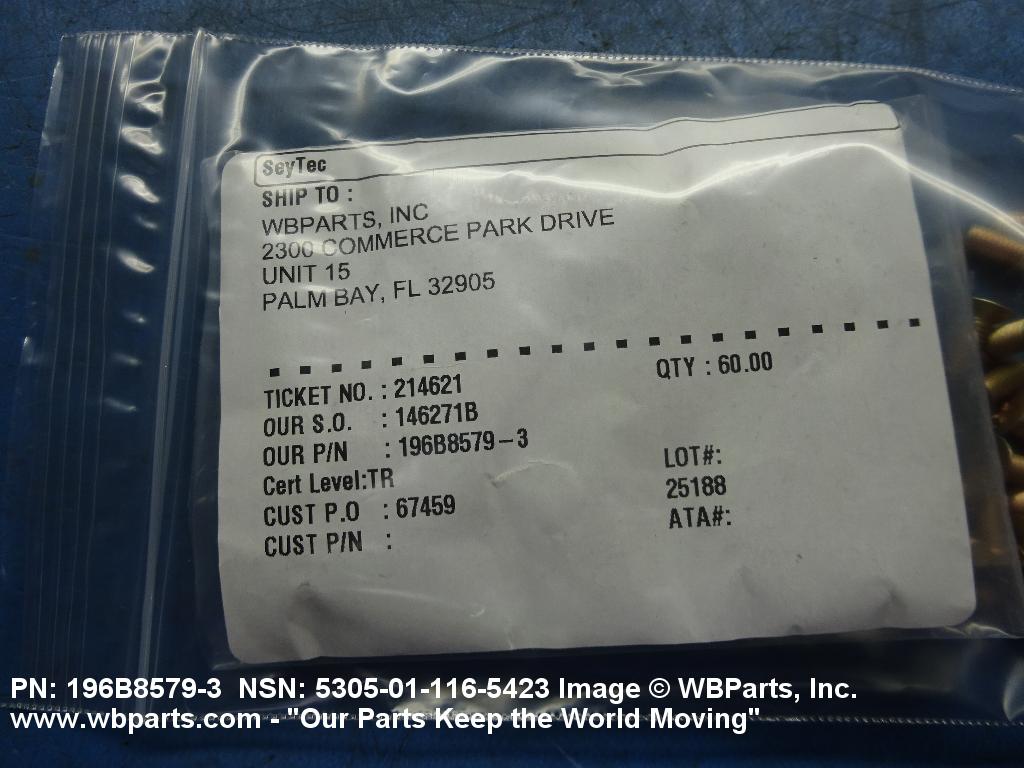 SeyTec
SHIP TO :
WBPARTS, INC
2300 COMMERCE PARK DRIVE
UNIT 15
PALM BAY, FL 32905
TICKET NO. : 214621 QTY : 60.00
OUR S.O. : 146271B
OUR P/N : 196B8579-3
Cert Level:TR LOT#:
CUST P.O : 67459 25188
CUST P/N : ATA#:
PN: 196B8579-3 NSN: 5305-01-116-5423 Image © WBParts, Inc.
www.wbparts.com - "Our Parts Keep the World Moving"